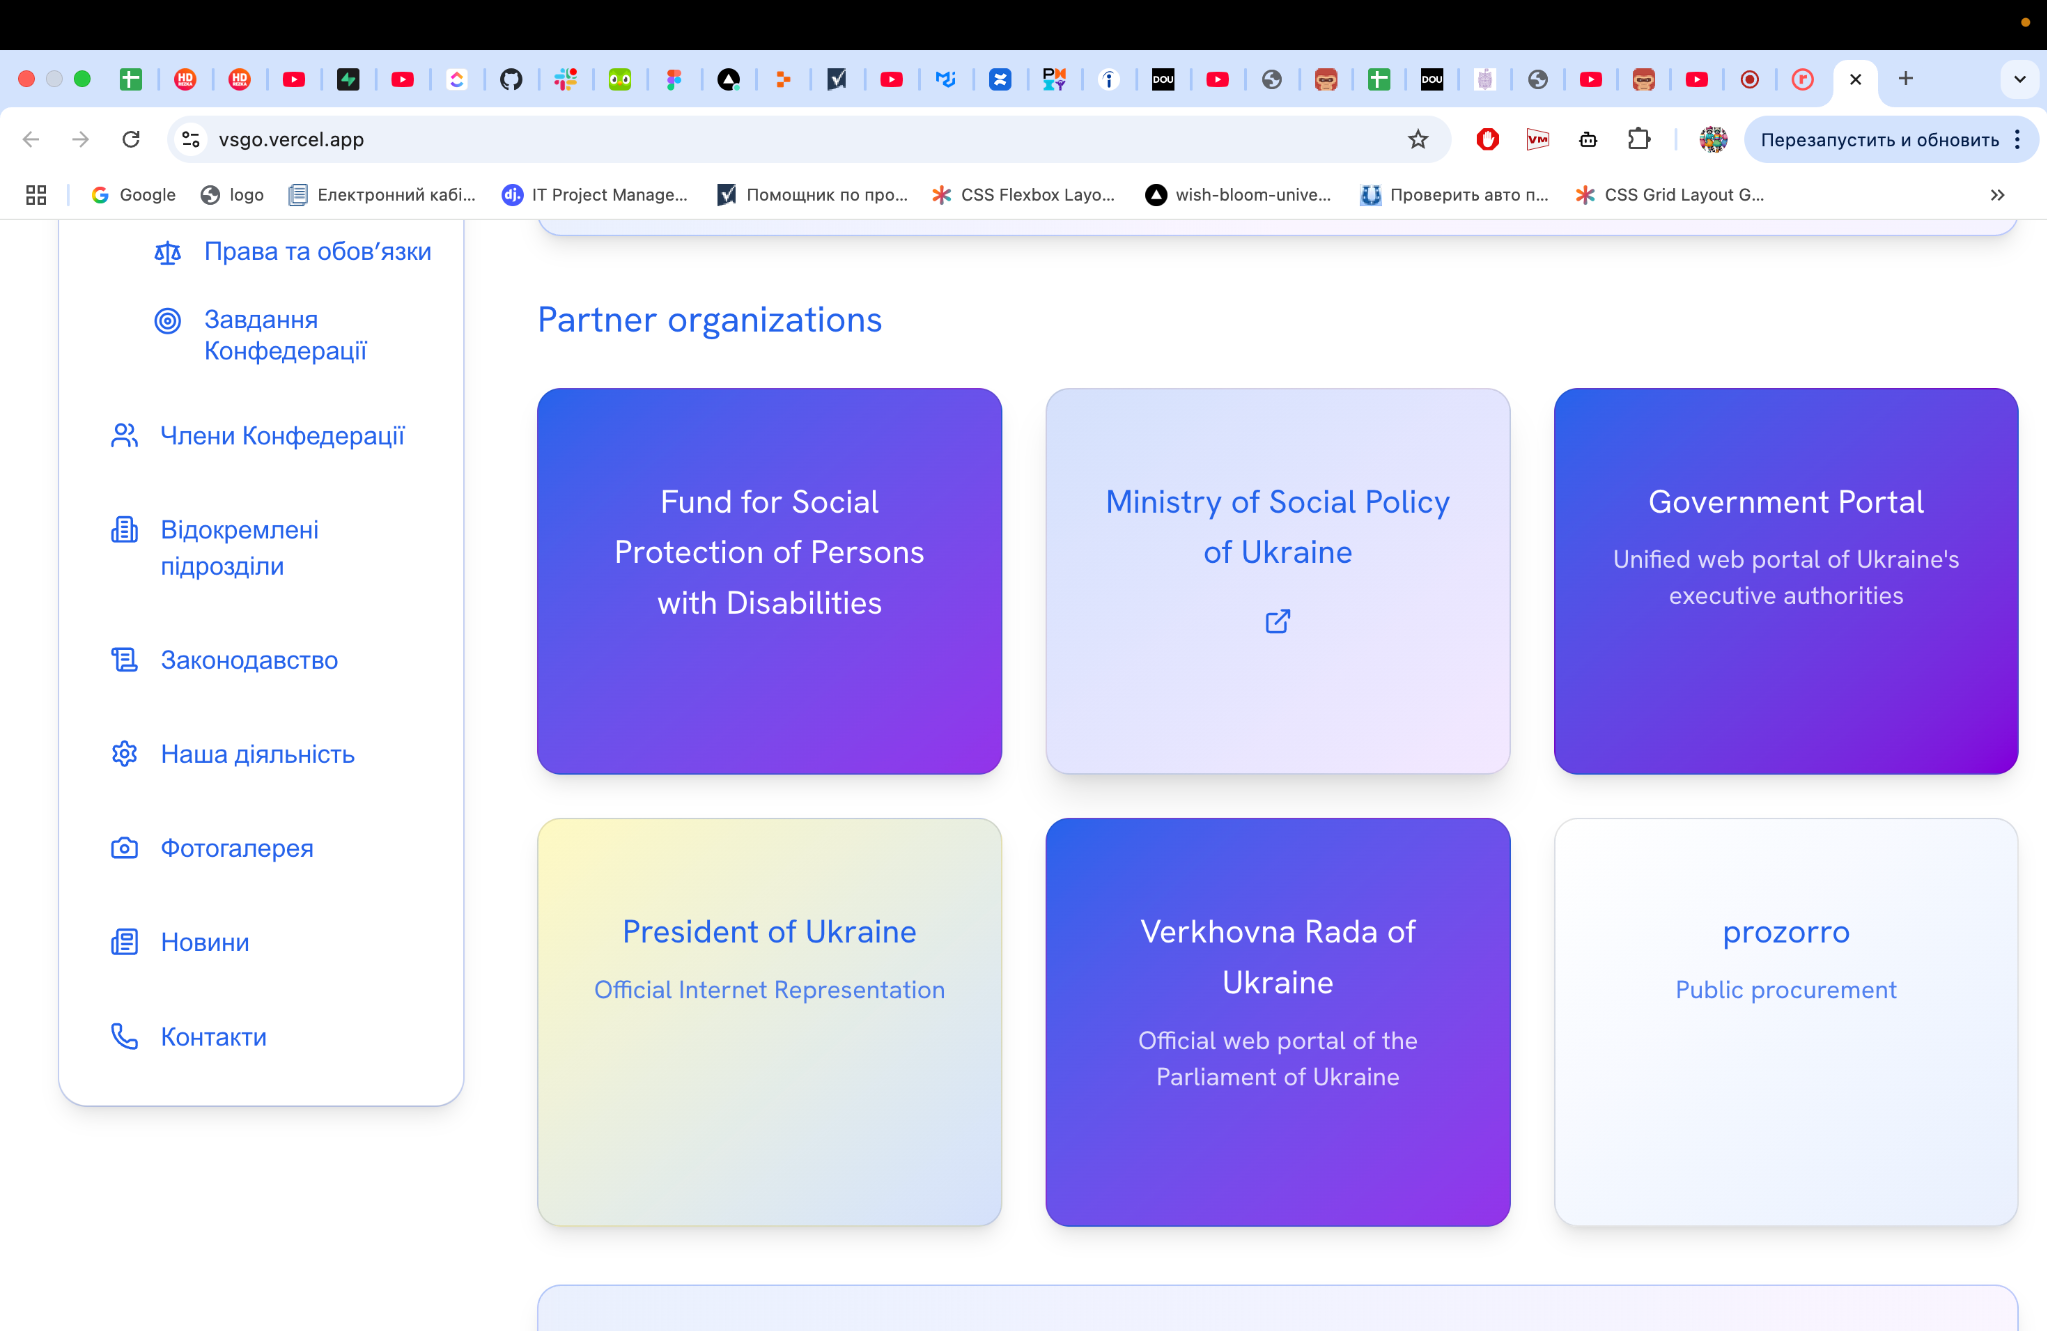 vsgo.vercel.app
Перезапустить и обновить
Google
logo
Електронний кабі...
IT Project Manage...
Помощник по про...
CSS Flexbox Layo...
wish-bloom-unive...
Проверить авто п...
CSS Grid Layout G...
Права та обов’язки
Завдання
Конфедерації
Члени Конфедерації
Відокремлені
підрозділи
Законодавство
Наша діяльність
Фотогалерея
Новини
Контакти
Partner organizations
Fund for Social
Protection of Persons
with Disabilities
Ministry of Social Policy
of Ukraine
Government Portal
Unified web portal of Ukraine's
executive authorities
President of Ukraine
Official Internet Representation
Verkhovna Rada of
Ukraine
Official web portal of the
Parliament of Ukraine
prozorro
Public procurement